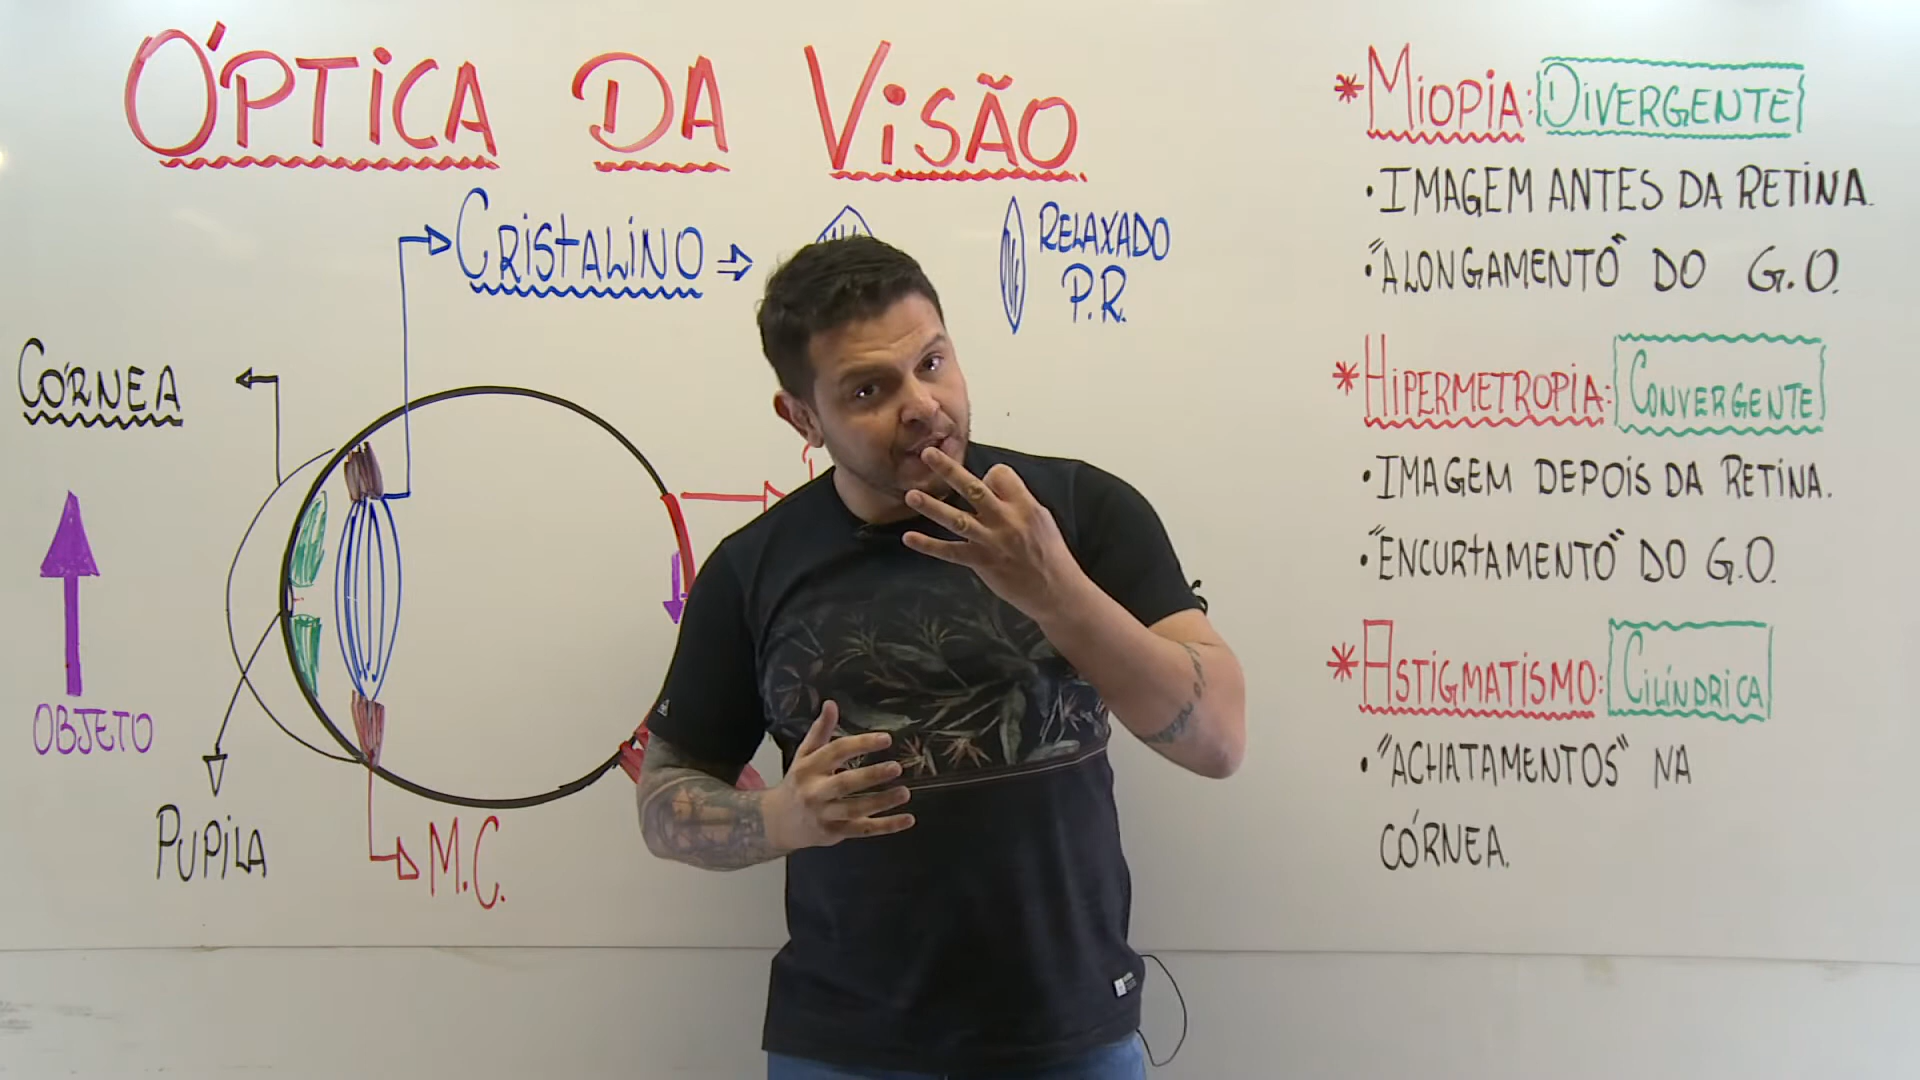 ÓPTICA DA VISÃO
CRISTALINO ⇒
RELAXADO
P.R.
CÓRNEA
OBJETO
PUPILA
M.C.
* MIOPIA: DIVERGENTE
• IMAGEM ANTES DA RETINA.
• "ALONGAMENTO" DO G.O.
* HIPERMETROPIA: CONVERGENTE
• IMAGEM DEPOIS DA RETINA.
• "ENCURTAMENTO" DO G.O.
* ASTIGMATISMO: CILÍNDRICA
• "ACHATAMENTOS" NA
CÓRNEA.